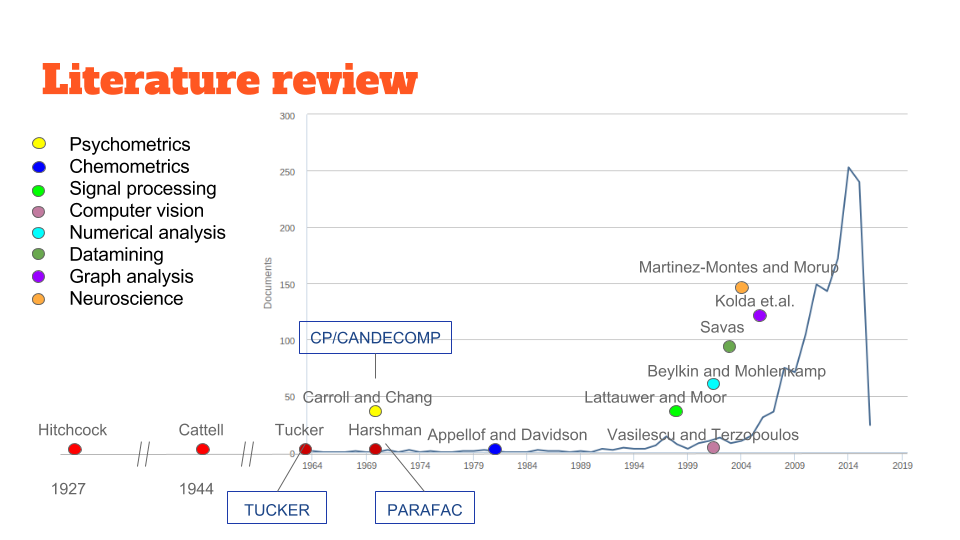 Literature review
Psychometrics
Chemometrics
Signal processing
Computer vision
Numerical analysis
Datamining
Graph analysis
Neuroscience
300
250
200
150
100
50
0
Documents
Martinez-Montes and Morup
Kolda et.al.
Savas
Beylkin and Mohlenkamp
Lattauwer and Moor
Vasilescu and Terzopoulos
CP/CANDECOMP
Carroll and Chang
Hitchcock
Cattell
Tucker
Harshman
Appellof and Davidson
1964 1969 1974 1979 1984 1989 1994 1999 2004 2009 2014 2019
1927
1944
TUCKER
PARAFAC